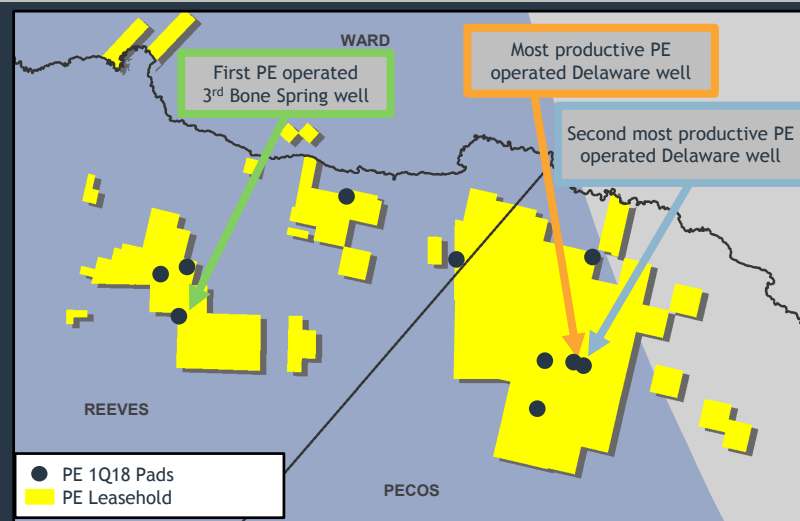 WARD
Most productive PE
operated Delaware well
First PE operated
3rd Bone Spring well
Second most productive PE
operated Delaware well
REEVES
PECOS
PE 1Q18 Pads
PE Leasehold